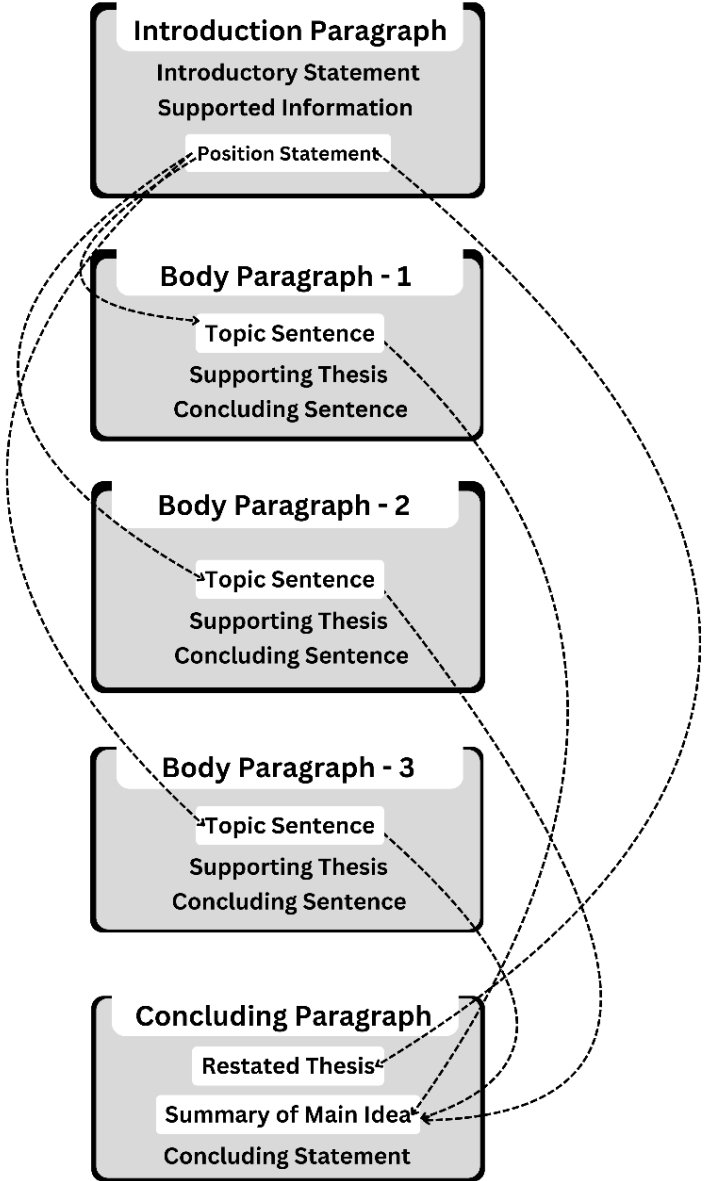 Introduction Paragraph
Introductory Statement
Supported Information
Position Statement
Body Paragraph - 1
Topic Sentence
Supporting Thesis
Concluding Sentence
Body Paragraph - 2
Topic Sentence
Supporting Thesis
Concluding Sentence
Body Paragraph - 3
Topic Sentence
Supporting Thesis
Concluding Sentence
Concluding Paragraph
Restated Thesis
Summary of Main Idea
Concluding Statement